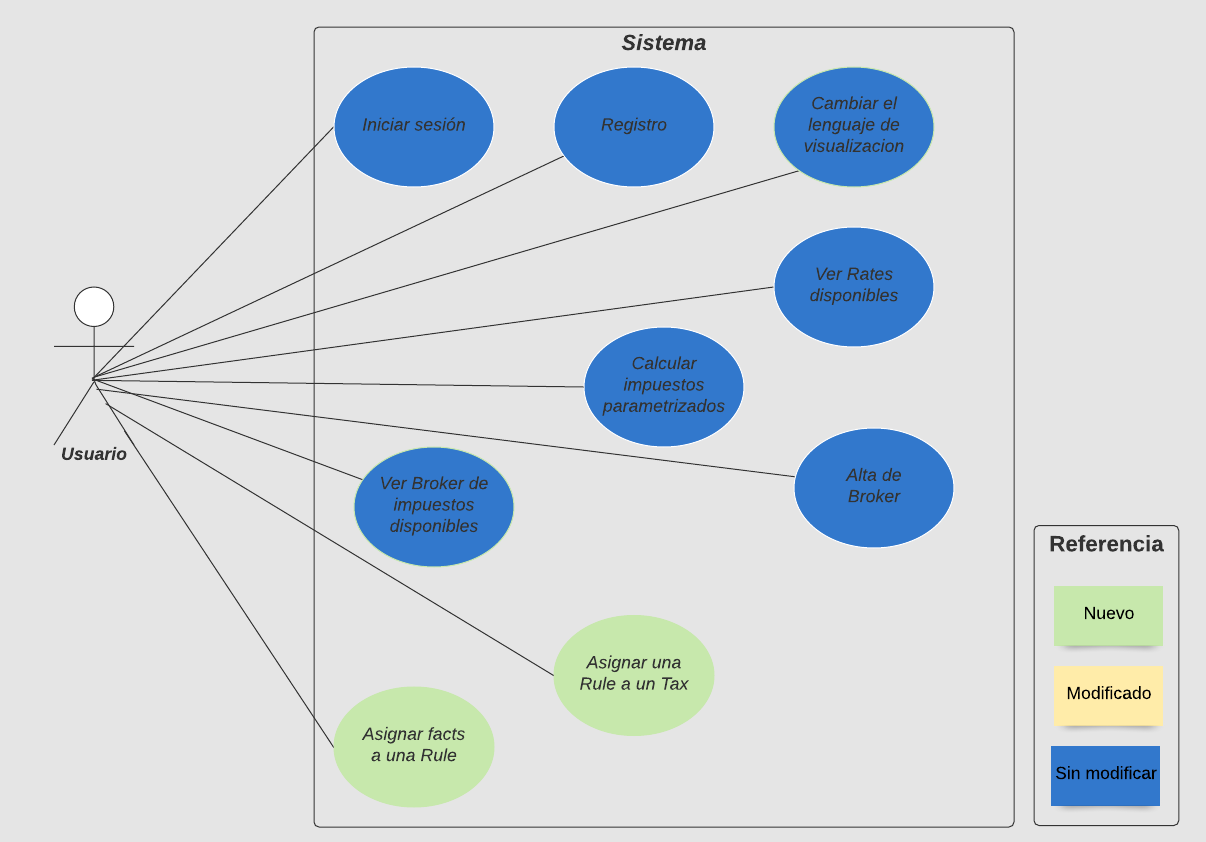 Sistema
Iniciar sesión
Registro
Cambiar el
lenguaje de
visualizacion
Ver Rates
disponibles
Calcular
impuestos
parametrizados
Usuario
Ver Broker de
impuestos
disponibles
Alta de
Broker
Asignar una
Rule a un Tax
Asignar facts
a una Rule
Referencia
Nuevo
Modificado
Sin modificar